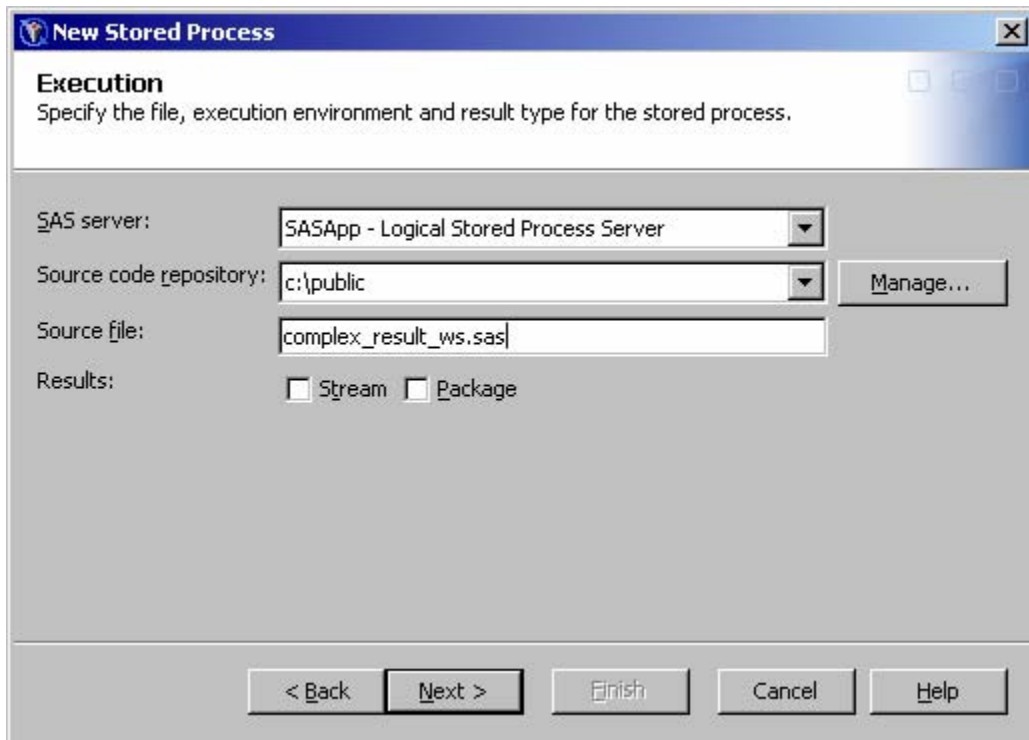 New Stored Process
Execution
Specify the file, execution environment and result type for the stored process.
SAS server: SASApp - Logical Stored Process Server
Source code repository: c:\public Manage...
Source file: complex_result_ws.sas
Results: Stream Package
< Back Next > Finish Cancel Help